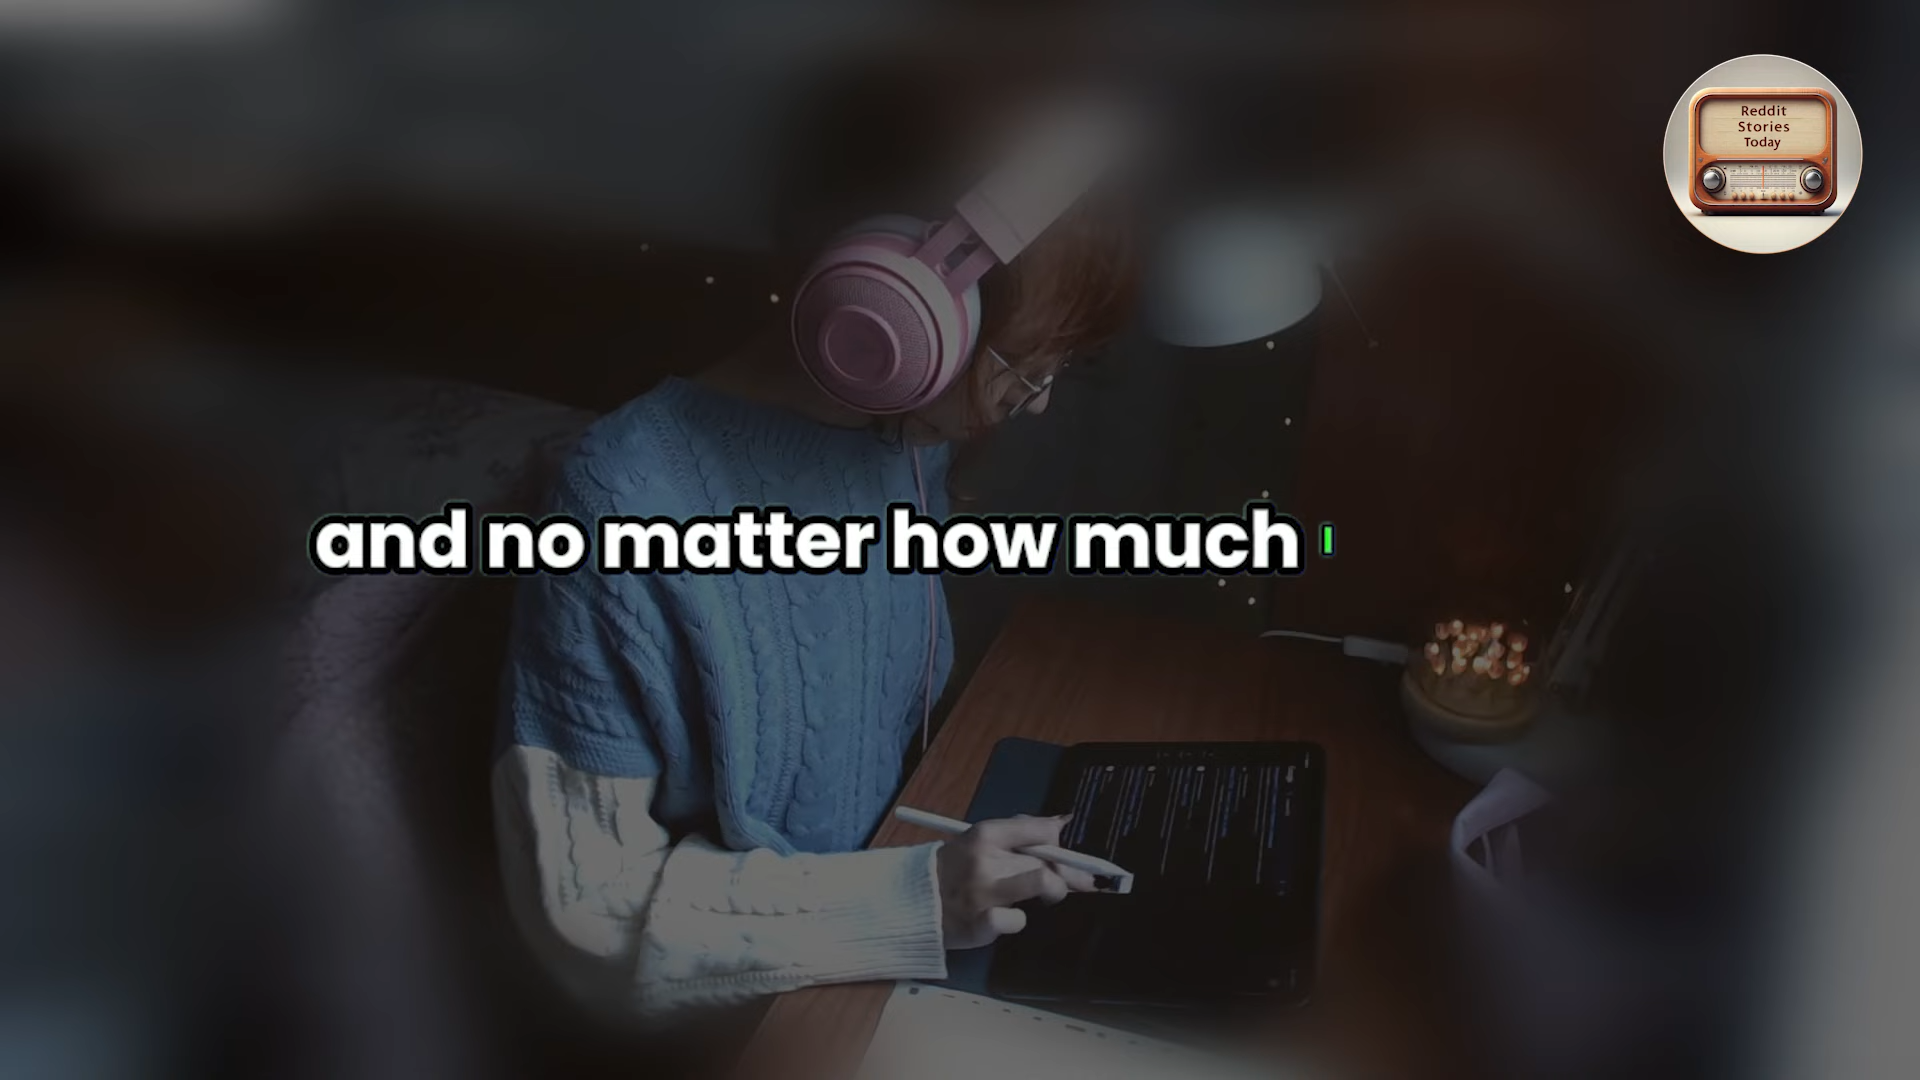 Reddit
Stories
Today
and no matter how much I